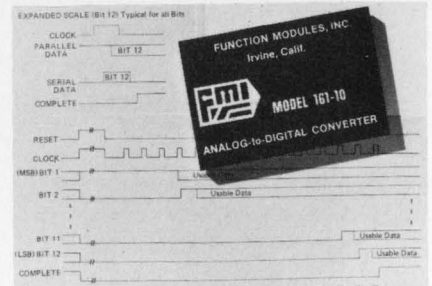 EXPANDED SCALE (Bit 12) Typical for all Bits
CLOCK
PARALLEL
DATA
BIT 12
SERIAL
DATA
BIT 12
COMPLETE
FUNCTION MODULES, INC.
Irvine, Calif.
FMI
MODEL 161-10
ANALOG-to-DIGITAL CONVERTER
RESET
CLOCK
(MSB) BIT 1
Usable Data
BIT 2
Usable Data
BIT 11
Usable Data
(LSB) BIT 12
Usable Data
COMPLETE